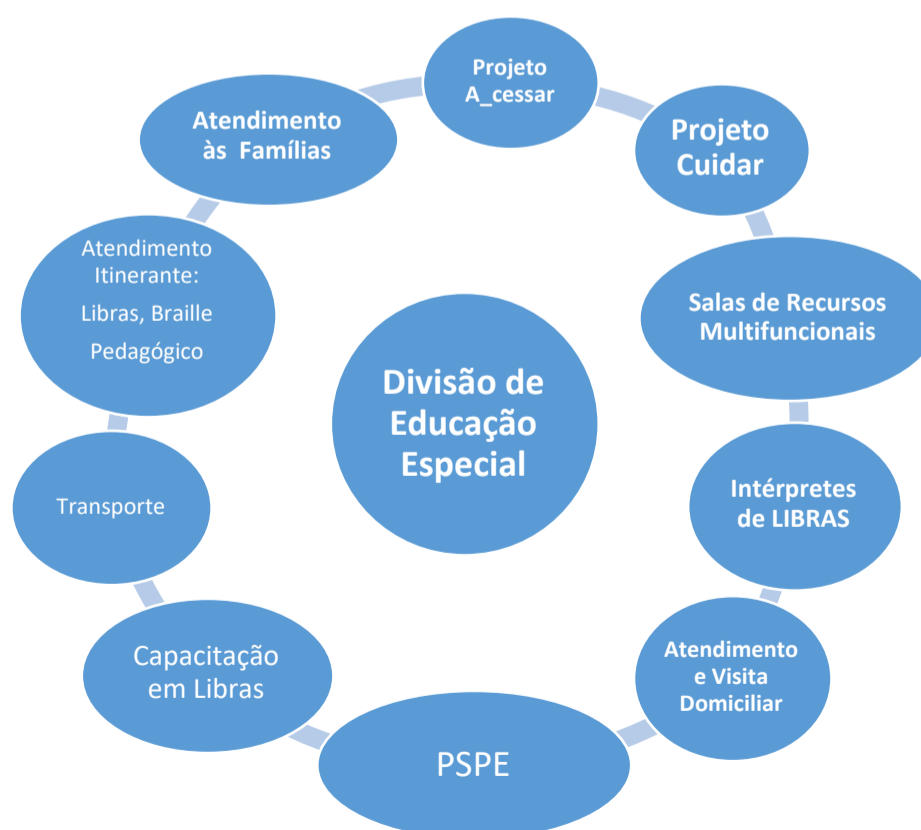 Projeto
A_cessar
Projeto
Cuidar
Salas de Recursos
Multifuncionais
Intérpretes
de LIBRAS
Atendimento
e Visita
Domiciliar
PSPE
Capacitação
em Libras
Transporte
Atendimento
Itinerante:
Libras, Braille
Pedagógico
Atendimento
às Famílias
Divisão de
Educação
Especial